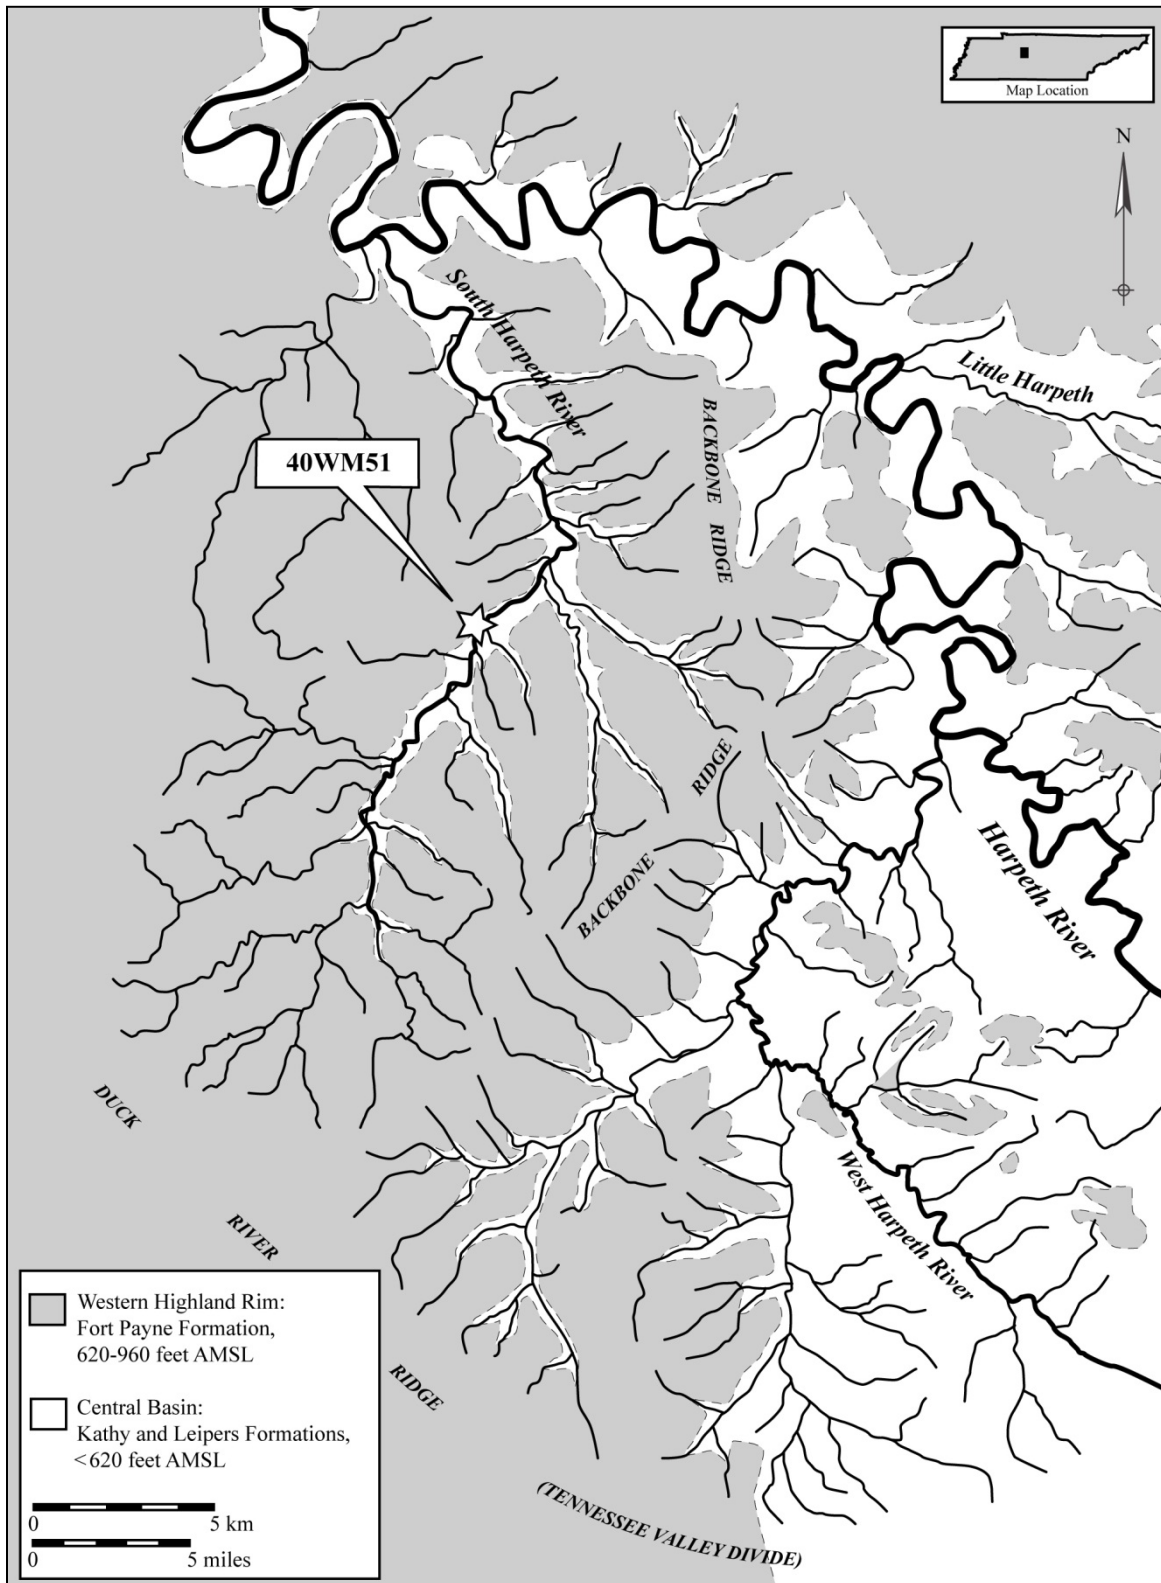 Map Location
N
South Harpeth River
Little Harpeth
BACKBONE RIDGE
40WM51
RIDGE
BACKBONE
Harpeth River
DUCK
West Harpeth River
RIVER
RIDGE
(TENNESSEE VALLEY DIVIDE)
Western Highland Rim:
Fort Payne Formation,
620-960 feet AMSL
Central Basin:
Kathy and Leipers Formations,
<620 feet AMSL
0 5 km
0 5 miles